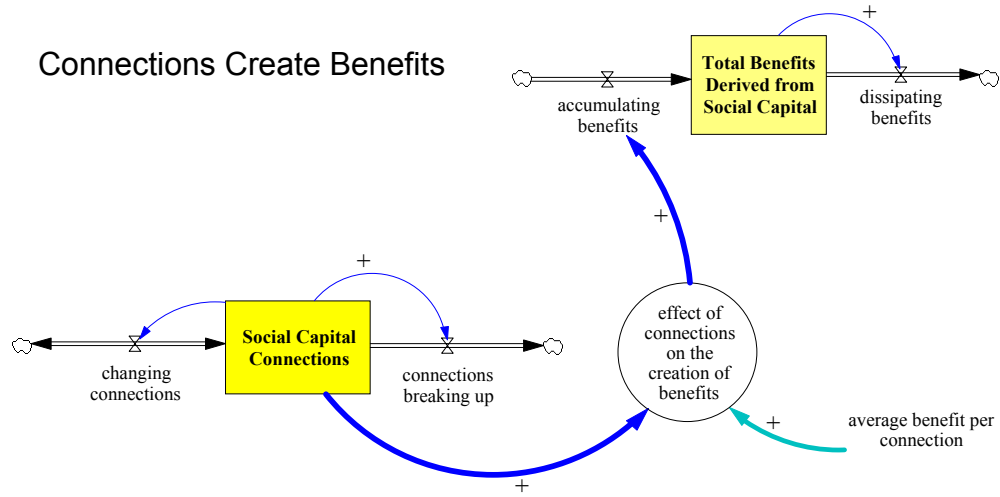 Connections Create Benefits
+
Total Benefits
Derived from
Social Capital
accumulating
benefits
dissipating
benefits
+
+
Social Capital
Connections
changing
connections
connections
breaking up
effect of
connections
on the
creation of
benefits
+
average benefit per
connection
+